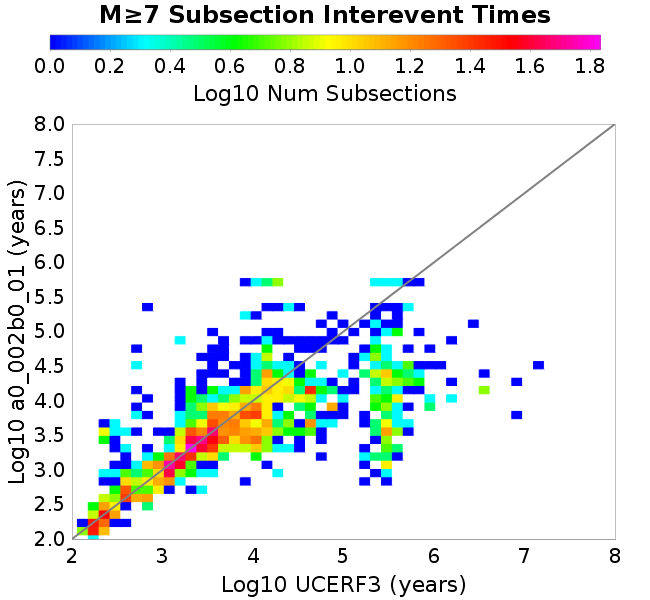 M≥7 Subsection Interevent Times
0.0 0.2 0.4 0.6 0.8 1.0 1.2 1.4 1.6 1.8
Log10 Num Subsections
8.0
7.5
7.0
6.5
6.0
5.5
5.0
4.5
4.0
3.5
3.0
2.5
2.0
Log10 a0_002b0_01 (years)
2 3 4 5 6 7 8
Log10 UCERF3 (years)